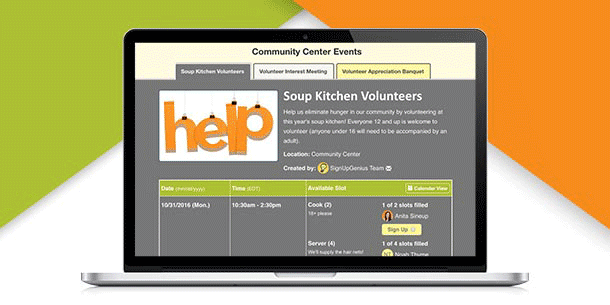 Community Center Events
Soup Kitchen Volunteers
Volunteer Interest Meeting
Volunteer Appreciation Banquet
help
Soup Kitchen Volunteers
Help us eliminate hunger in our community by volunteering at
this year's soup kitchen! Everyone 12 and up is welcome to
volunteer (anyone under 16 will need to be accompanied by an
adult).
Location: Community Center
Created by: SignUpGenius Team
Date (mm/dd/yyyy) Time (EDT) Available Slot Calendar View
10/31/2016 (Mon.) 10:30am - 2:30pm Cook (2) 1 of 2 slots filled
18+ please Anita Sineup
Sign Up
Server (4) 1 of 4 slots filled
We'll supply the hair nets! NT Noah Thyme